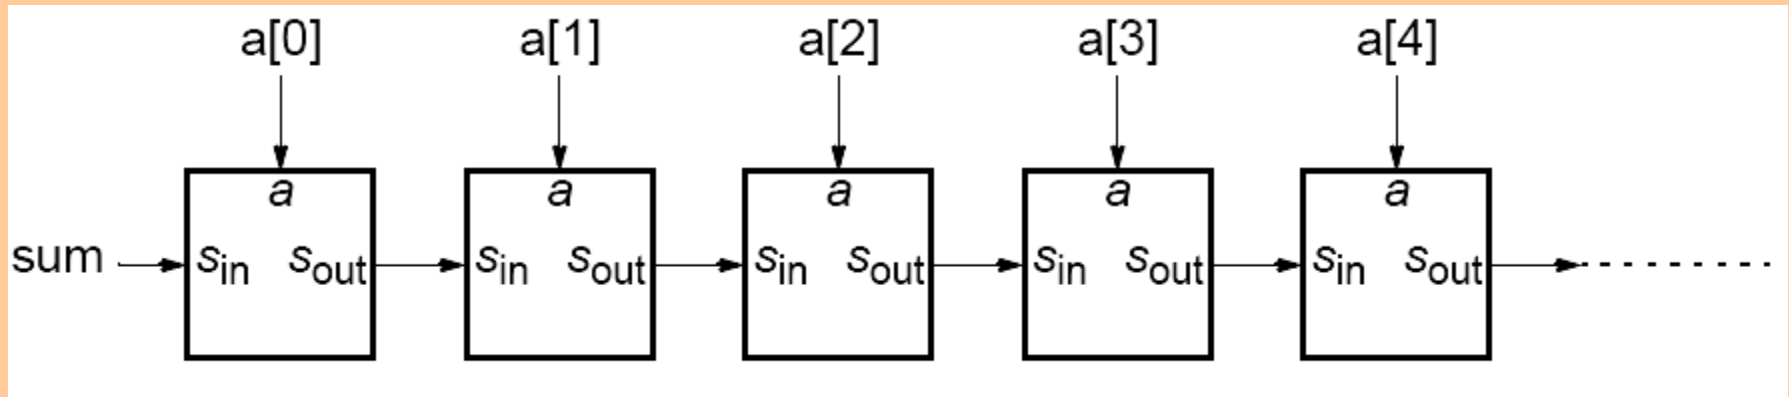 a[0] a[1] a[2] a[3] a[4]
a a a a a
sum sin sout sin sout sin sout sin sout sin sout